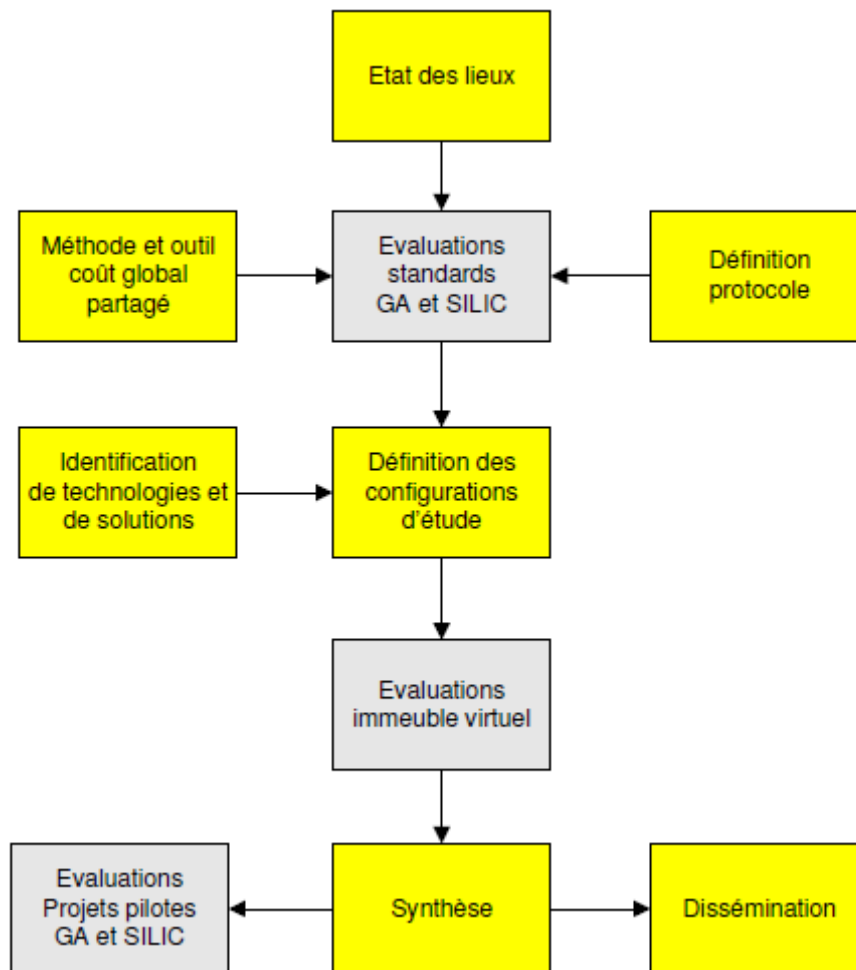 Etat des lieux
Méthode et outil
coût global
partagé
Evaluations
standards
GA et SILIC
Définition
protocole
Identification
de technologies et
de solutions
Définition des
configurations
d'étude
Evaluations
immeuble virtuel
Evaluations
Projets pilotes
GA et SILIC
Synthèse
Dissémination